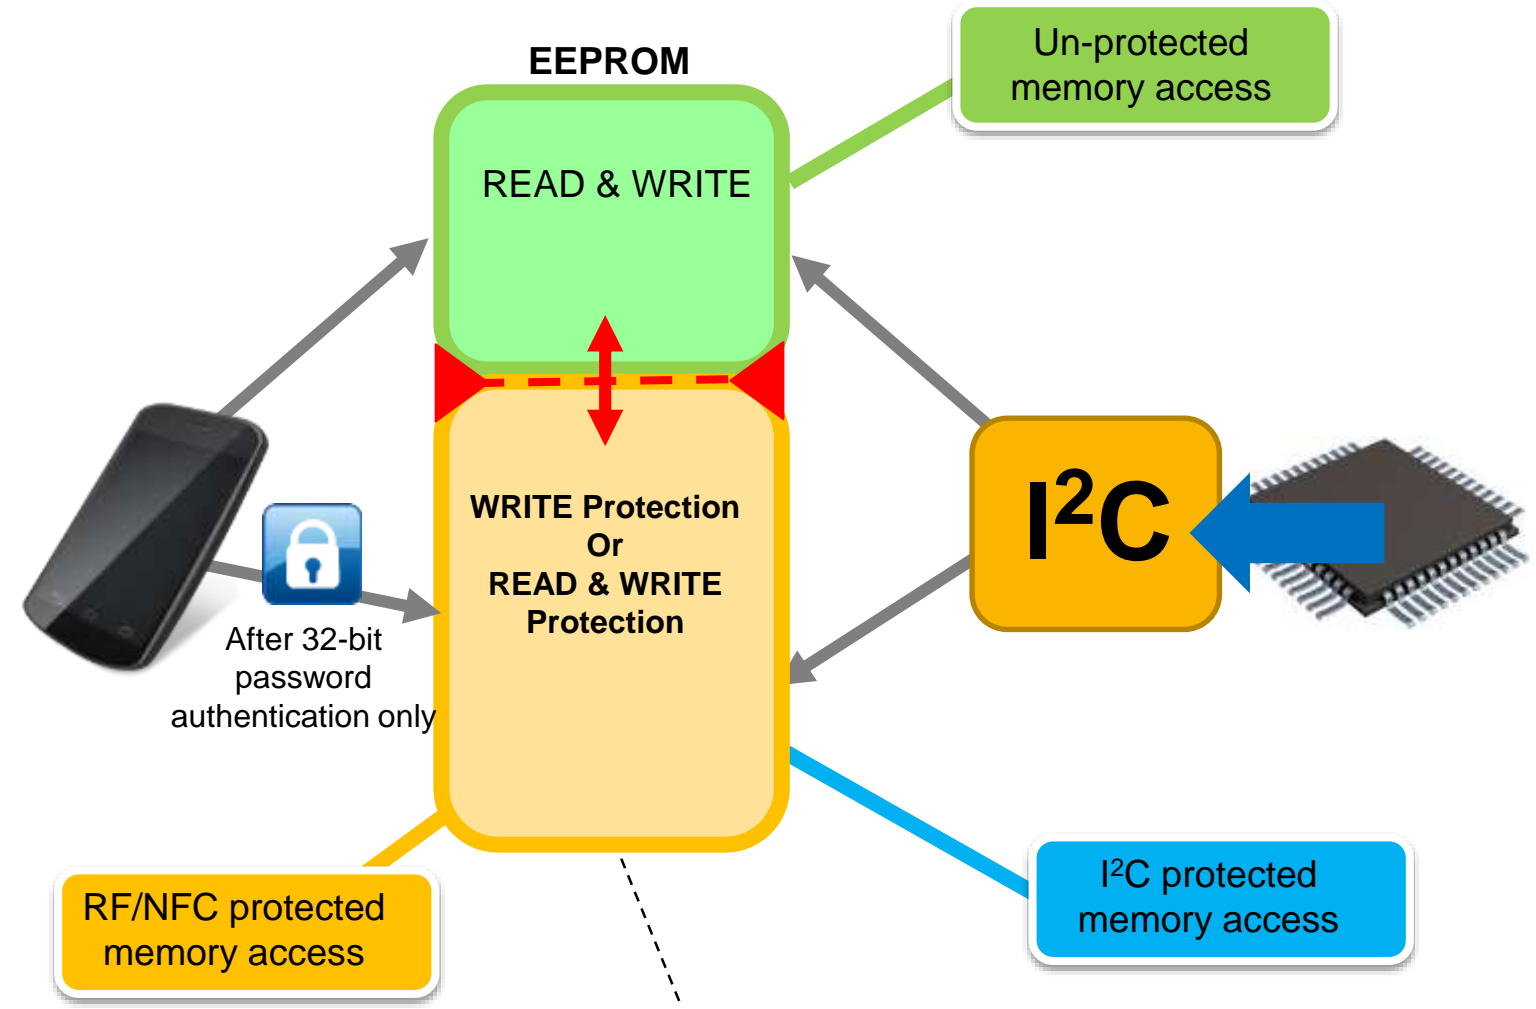 EEPROM
Un-protected
memory access
READ & WRITE
WRITE Protection
Or
READ & WRITE
Protection
I²C
After 32-bit
password
authentication only
RF/NFC protected
memory access
I²C protected
memory access